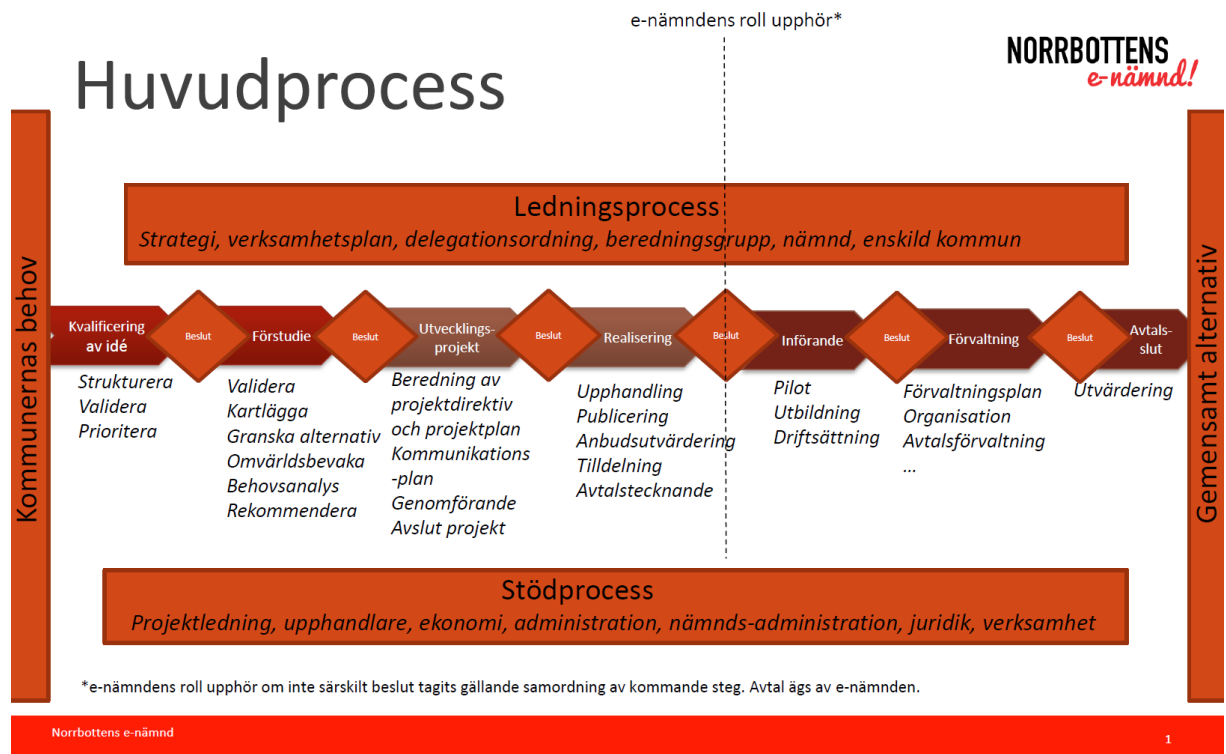 e-nämndens roll upphör*
NORRBOTTENS
e-nämnd!
Huvudprocess
Kommunernas behov
Ledningsprocess
Strategi, verksamhetsplan, delegationsordning, beredningsgrupp, nämnd, enskild kommun
Kvalificering
av idé
Beslut
Förstudie
Beslut
Utvecklings-
projekt
Beslut
Realisering
Beslut
Införande
Beslut
Förvaltning
Beslut
Avtals-
slut
Strukturera
Validera
Prioritera
Validera
Kartlägga
Granska alternativ
Omvärldsbevaka
Behovsanalys
Rekommendera
Beredning av
projektdirektiv
och projektplan
Kommunikations
-plan
Genomförande
Avslut projekt
Upphandling
Publicering
Anbudsutvärdering
Tilldelning
Avtalstecknande
Pilot
Utbildning
Driftsättning
Förvaltningsplan
Organisation
Avtalsförvaltning
...
Utvärdering
Gemensamt alternativ
Stödprocess
Projektledning, upphandlare, ekonomi, administration, nämnds-administration, juridik, verksamhet
*e-nämndens roll upphör om inte särskilt beslut tagits gällande samordning av kommande steg. Avtal ägs av e-nämnden.
Norrbottens e-nämnd
1